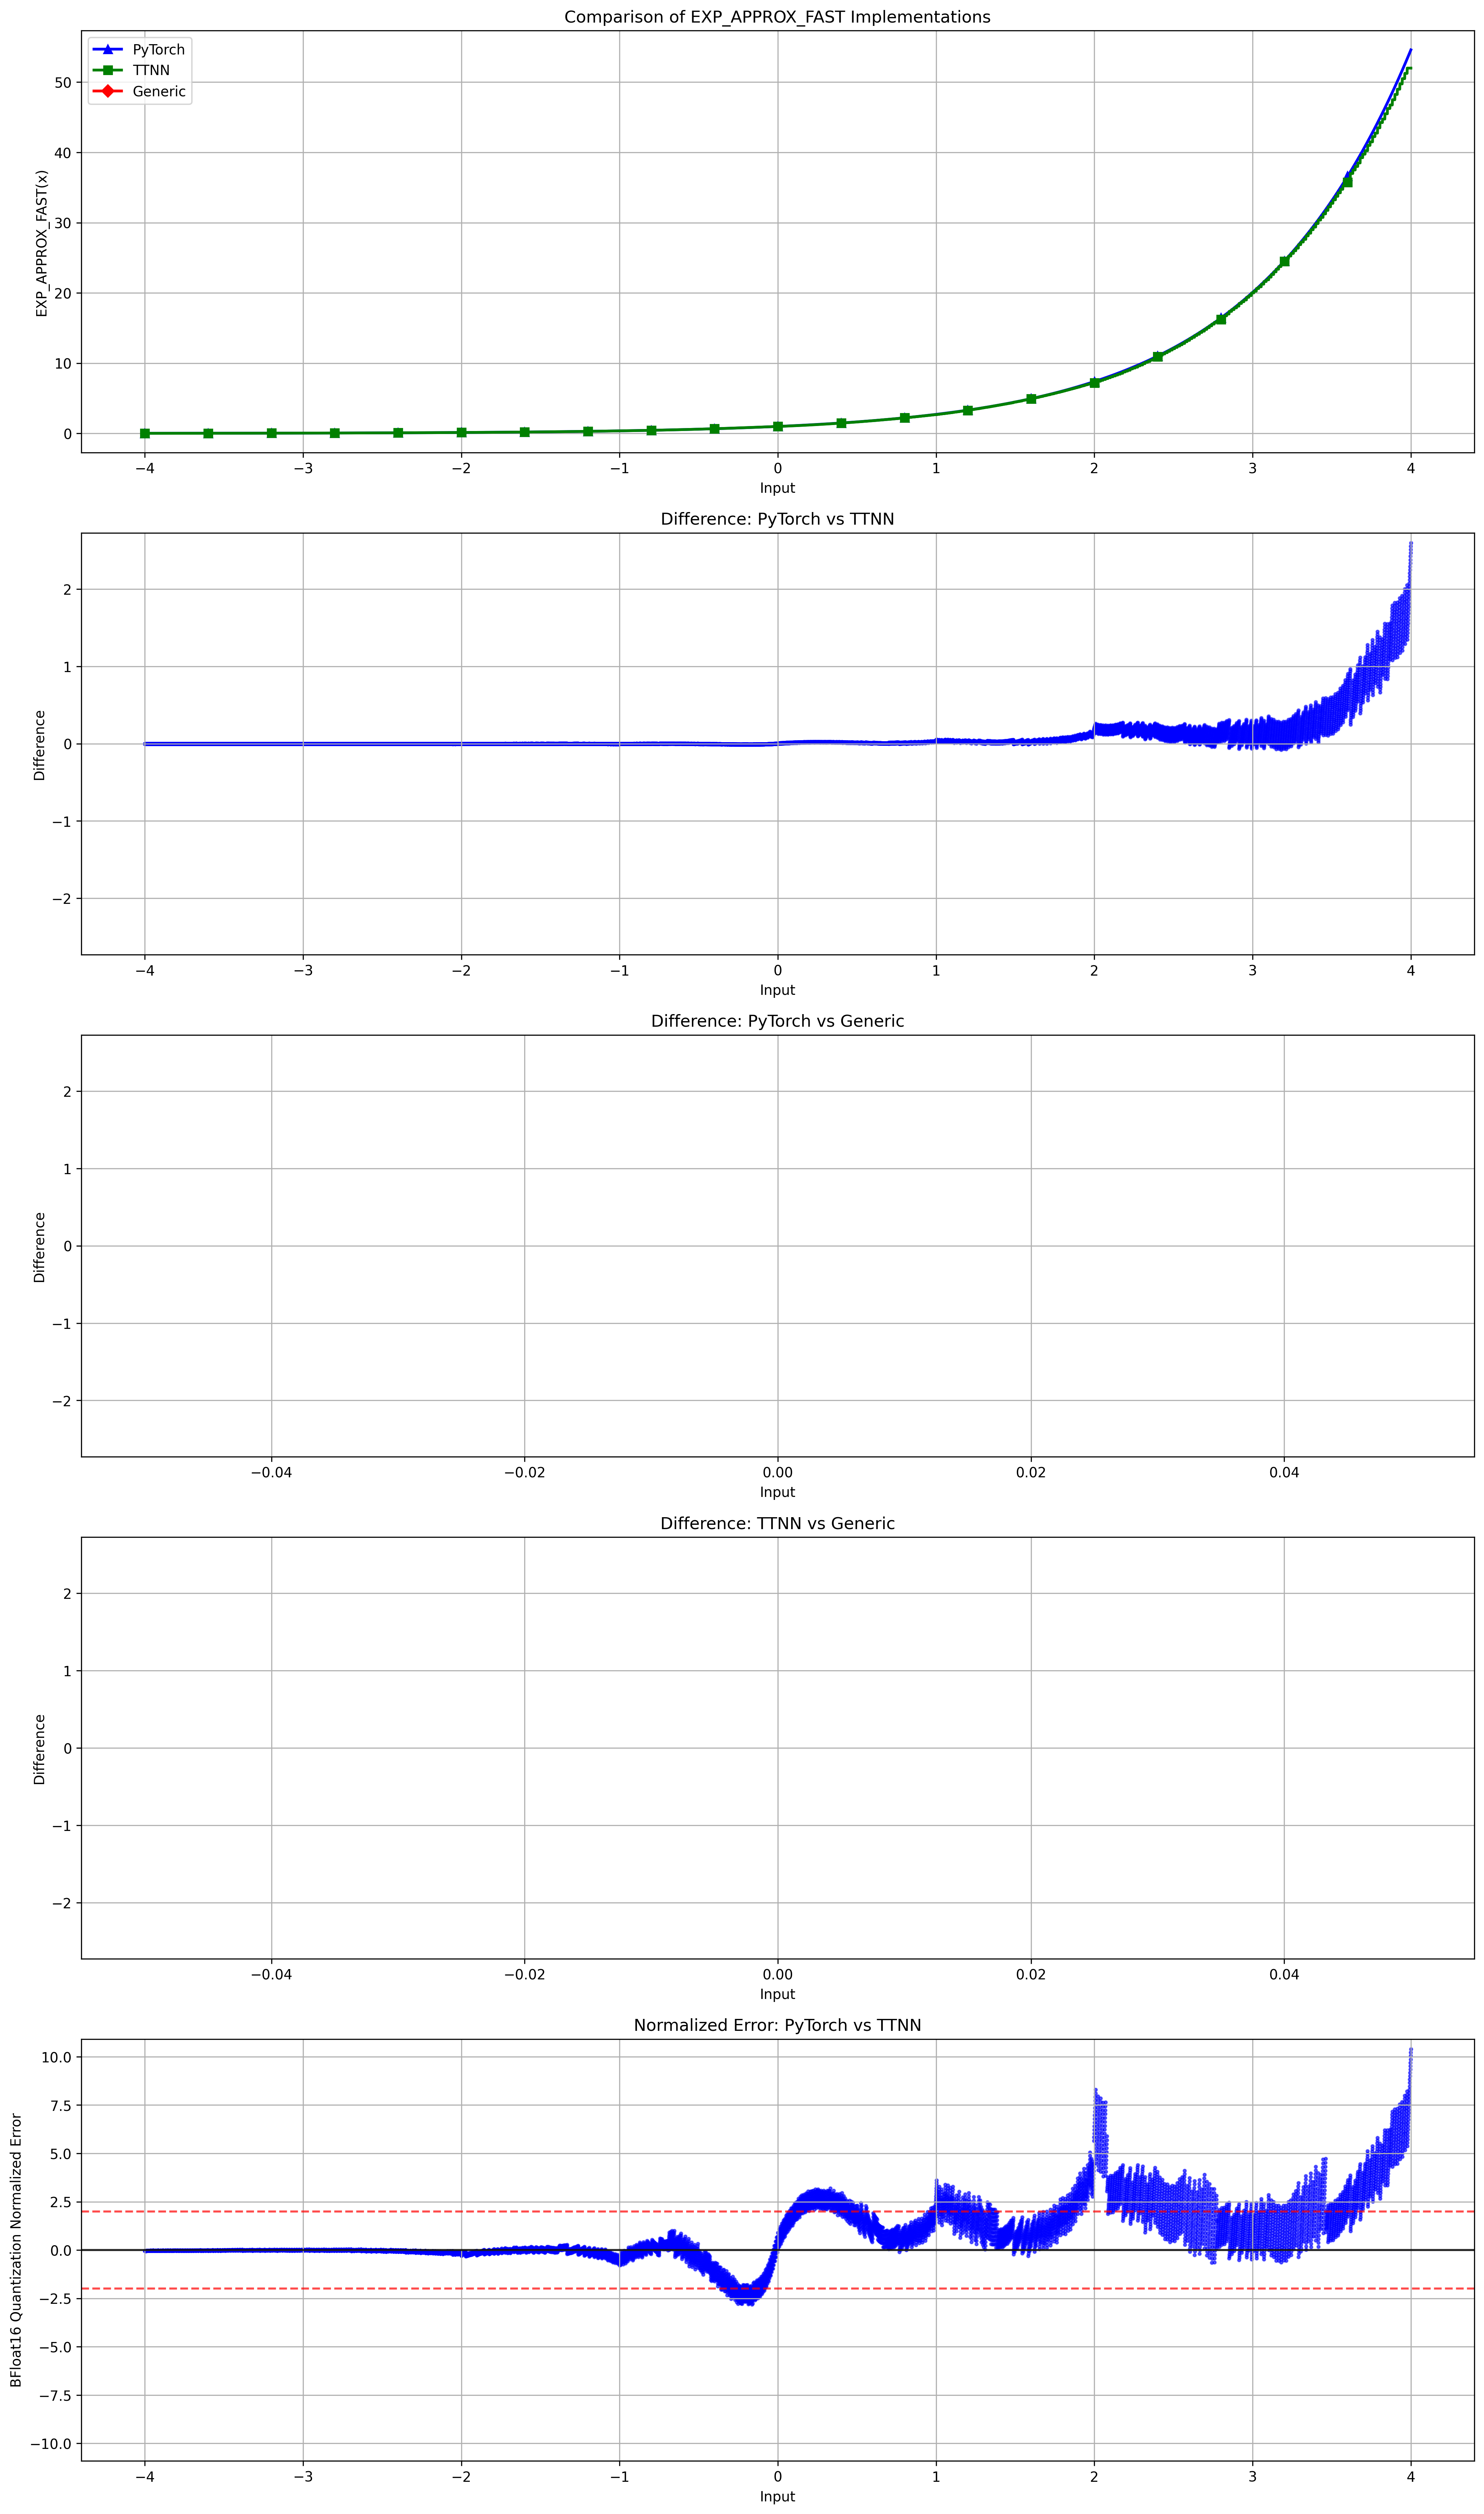 Comparison of EXP_APPROX_FAST Implementations
PyTorch
TTNN
Generic
EXP_APPROX_FAST(x)
50
40
30
20
10
0
−4 −3 −2 −1 0 1 2 3 4
Input
Difference: PyTorch vs TTNN
Difference
2
1
0
−1
−2
−4 −3 −2 −1 0 1 2 3 4
Input
Difference: PyTorch vs Generic
Difference
2
1
0
−1
−2
−0.04 −0.02 0.00 0.02 0.04
Input
Difference: TTNN vs Generic
Difference
2
1
0
−1
−2
−0.04 −0.02 0.00 0.02 0.04
Input
Normalized Error: PyTorch vs TTNN
BFloat16 Quantization Normalized Error
10.0
7.5
5.0
2.5
0.0
−2.5
−5.0
−7.5
−10.0
−4 −3 −2 −1 0 1 2 3 4
Input